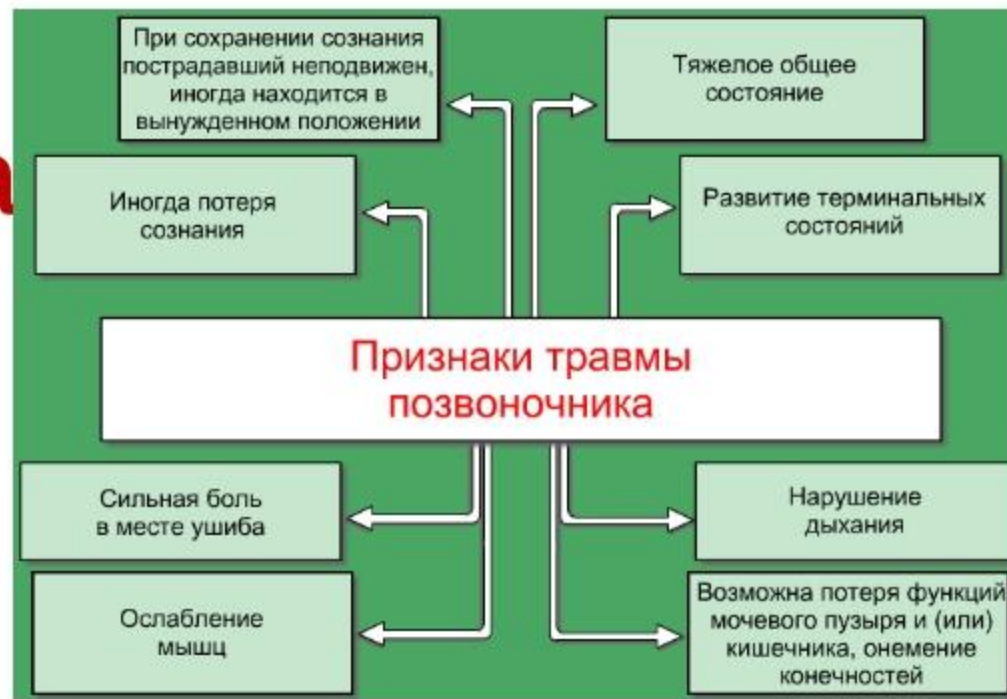 При сохранении сознания
пострадавший неподвижен,
иногда находится в
вынужденном положении
Тяжелое общее
состояние
а
Иногда потеря
сознания
Развитие терминальных
состояний
Признаки травмы
позвоночника
Сильная боль
в месте ушиба
Нарушение
дыхания
Ослабление
мышц
Возможна потеря функций
мочевого пузыря и (или)
кишечника, онемение
конечностей